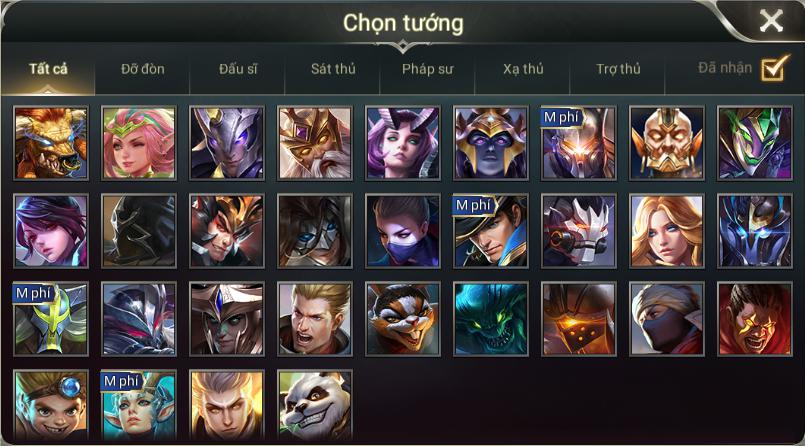 Chọn tướng
Tất cả
Đỡ đòn
Đấu sĩ
Sát thủ
Pháp sư
Xạ thủ
Trợ thủ
Đã nhận
M phí
M phí
M phí
M phí